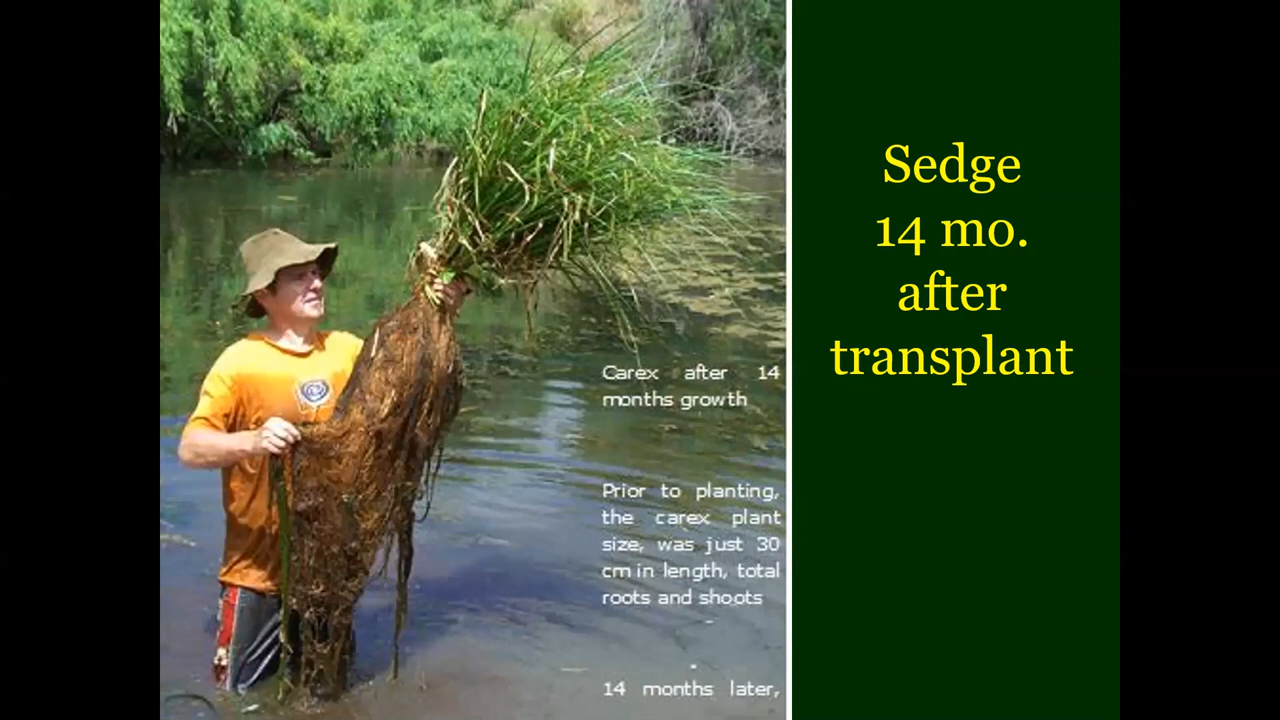 Carex after 14
months growth
Prior to planting,
the carex plant
size, was just 30
cm in length, total
roots and shoots
14 months later,
Sedge
14 mo.
after
transplant